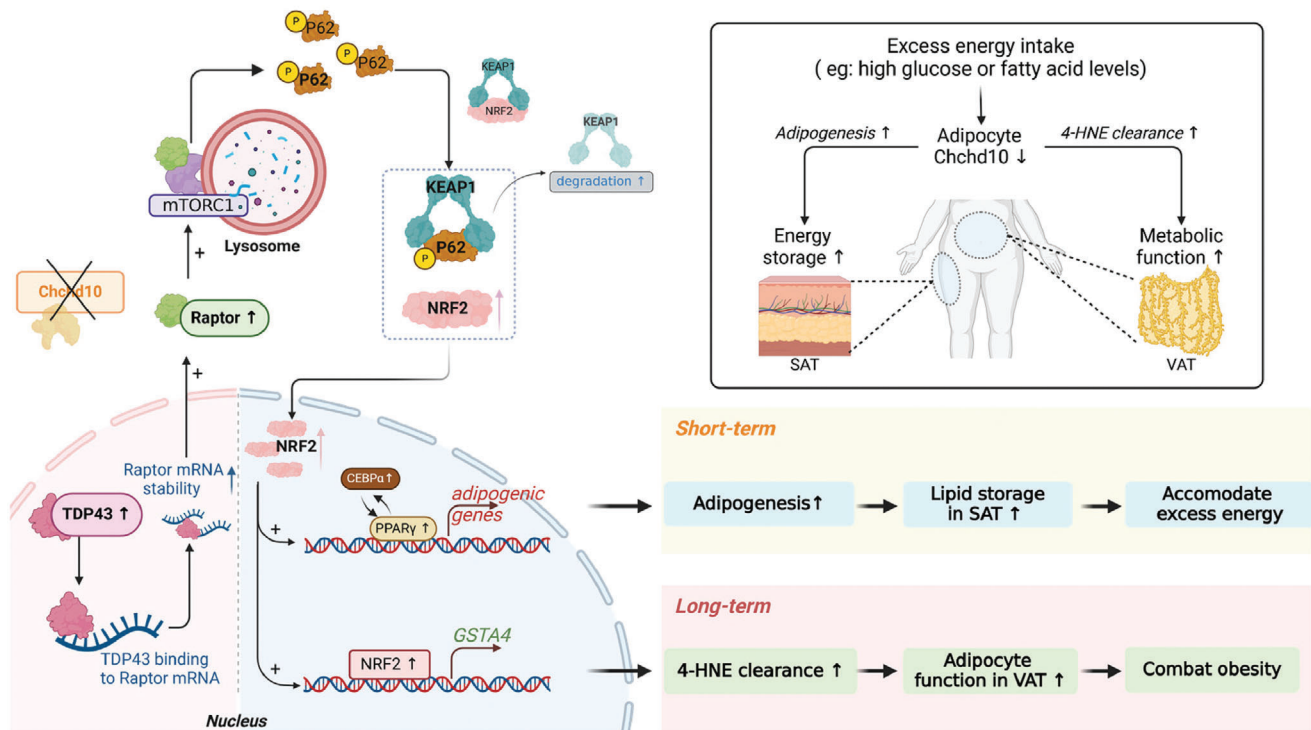 P
P62
P
P62
P
P62
KEAP1
NRF2
KEAP1
degradation ↑
mTORC1
Lysosome
KEAP1
P62
P
NRF2
Chchd10
+
Raptor ↑
+
NRF2
Raptor mRNA
stability
TDP43 ↑
TDP43 binding
to Raptor mRNA
CEBPα↑
PPARγ ↑
adipogenic
genes
+
GSTA4
NRF2 ↑
+
Nucleus
Excess energy intake
( eg: high glucose or fatty acid levels)
Adipogenesis ↑
Adipocyte
Chchd10 ↓
4-HNE clearance ↑
Energy
storage ↑
Metabolic
function ↑
SAT
VAT
Short-term
Adipogenesis↑
Lipid storage
in SAT ↑
Accomodate
excess energy
Long-term
4-HNE clearance ↑
Adipocyte
function in VAT ↑
Combat obesity